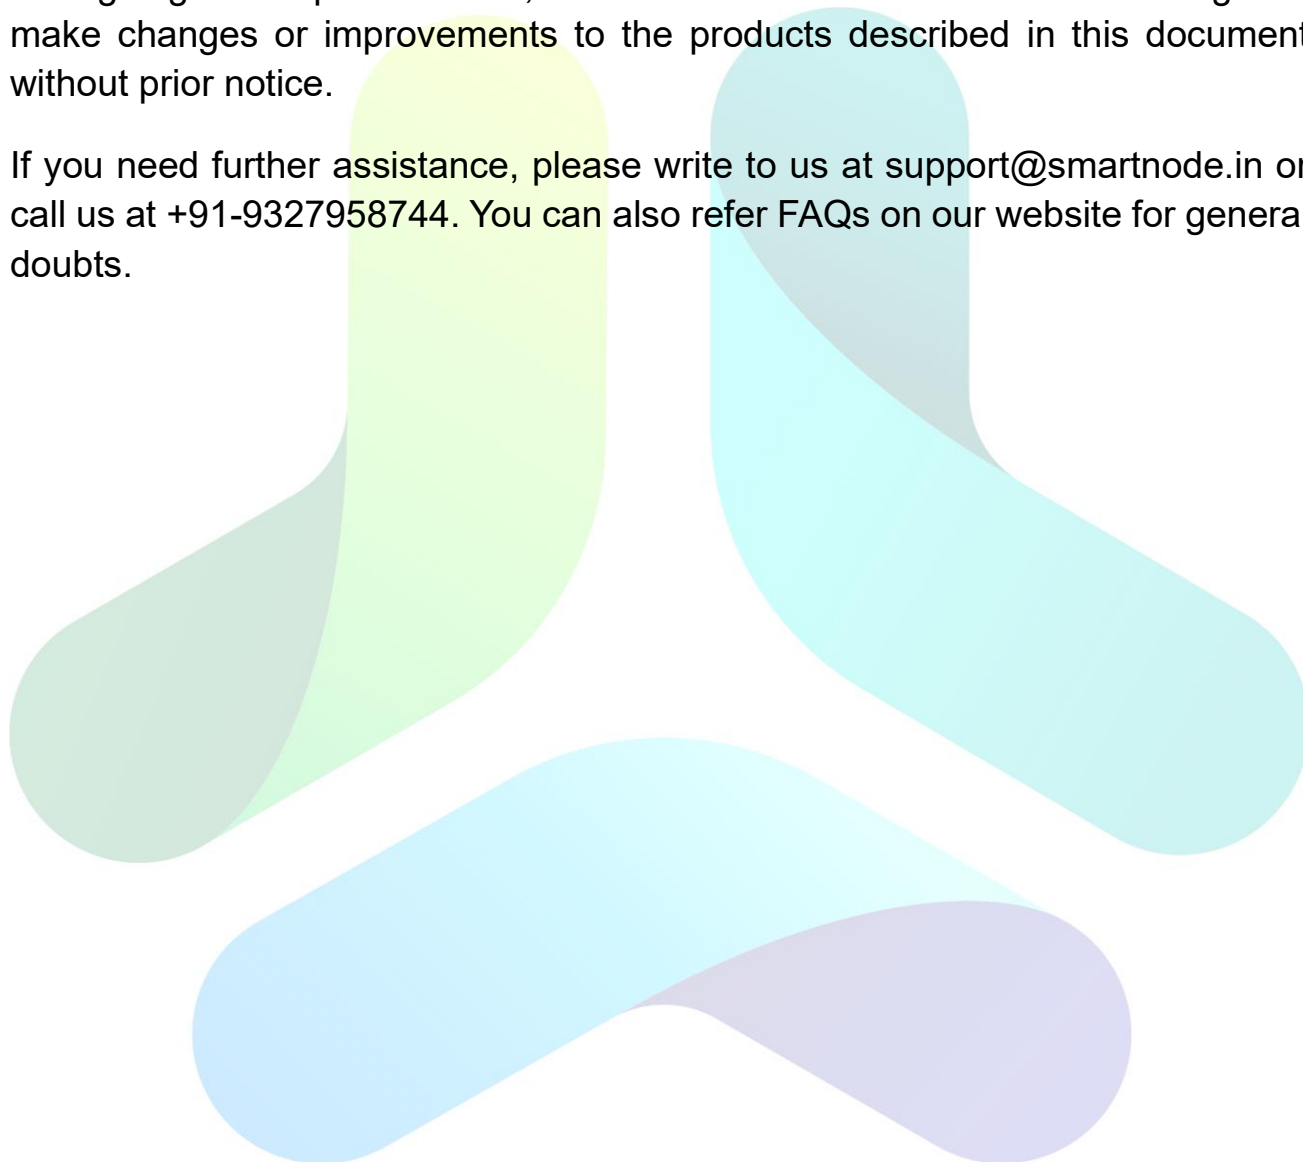 make changes or improvements to the products described in this document
without prior notice.
If you need further assistance, please write to us at support@smartnode.in or
call us at +91-9327958744. You can also refer FAQs on our website for genera
doubts.